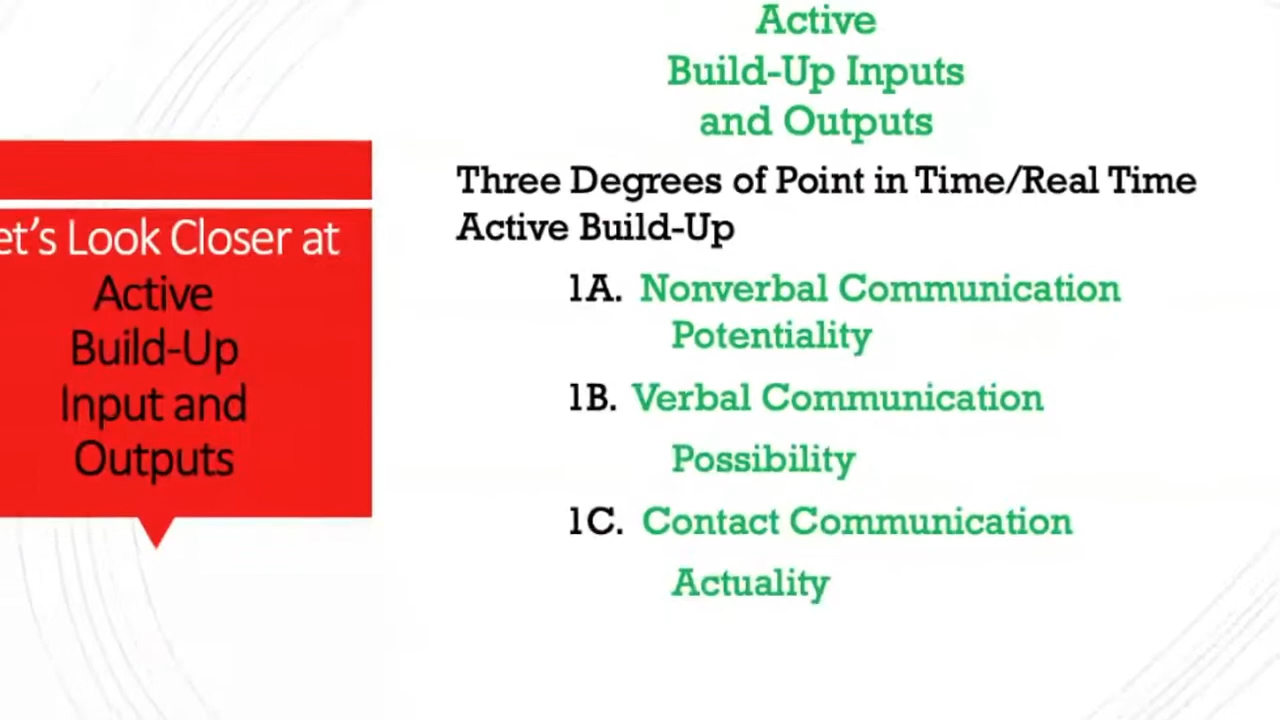 et's Look Closer at
Active
Build-Up
Input and
Outputs
Active
Build-Up Inputs
and Outputs
Three Degrees of Point in Time/Real Time
Active Build-Up
1A. Nonverbal Communication
Potentiality
1B. Verbal Communication
Possibility
1C. Contact Communication
Actuality